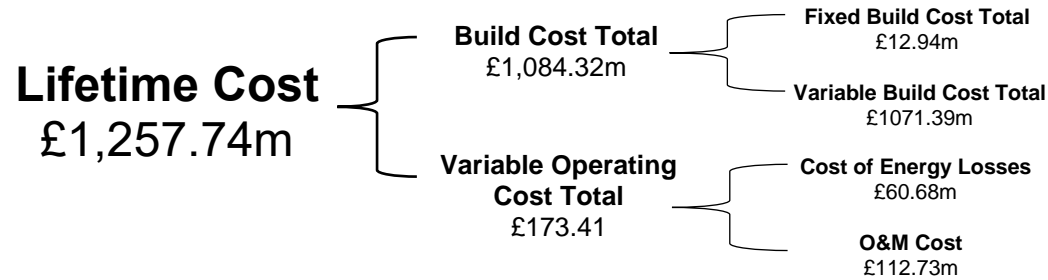 Lifetime Cost
£1,257.74m
Build Cost Total
£1,084.32m
Fixed Build Cost Total
£12.94m
Variable Build Cost Total
£1071.39m
Variable Operating
Cost Total
£173.41
Cost of Energy Losses
£60.68m
O&M Cost
£112.73m